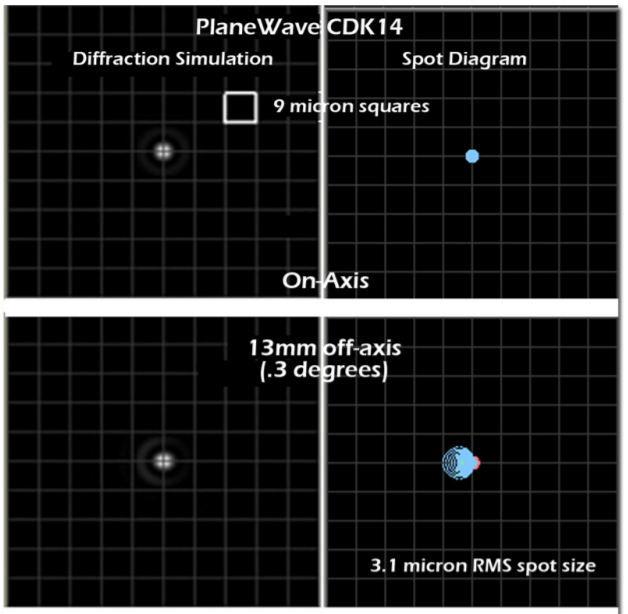 PlaneWave CDK14
Diffraction Simulation
Spot Diagram
9 micron squares
On-Axis
13mm off-axis
(.3 degrees)
3.1 micron RMS spot size